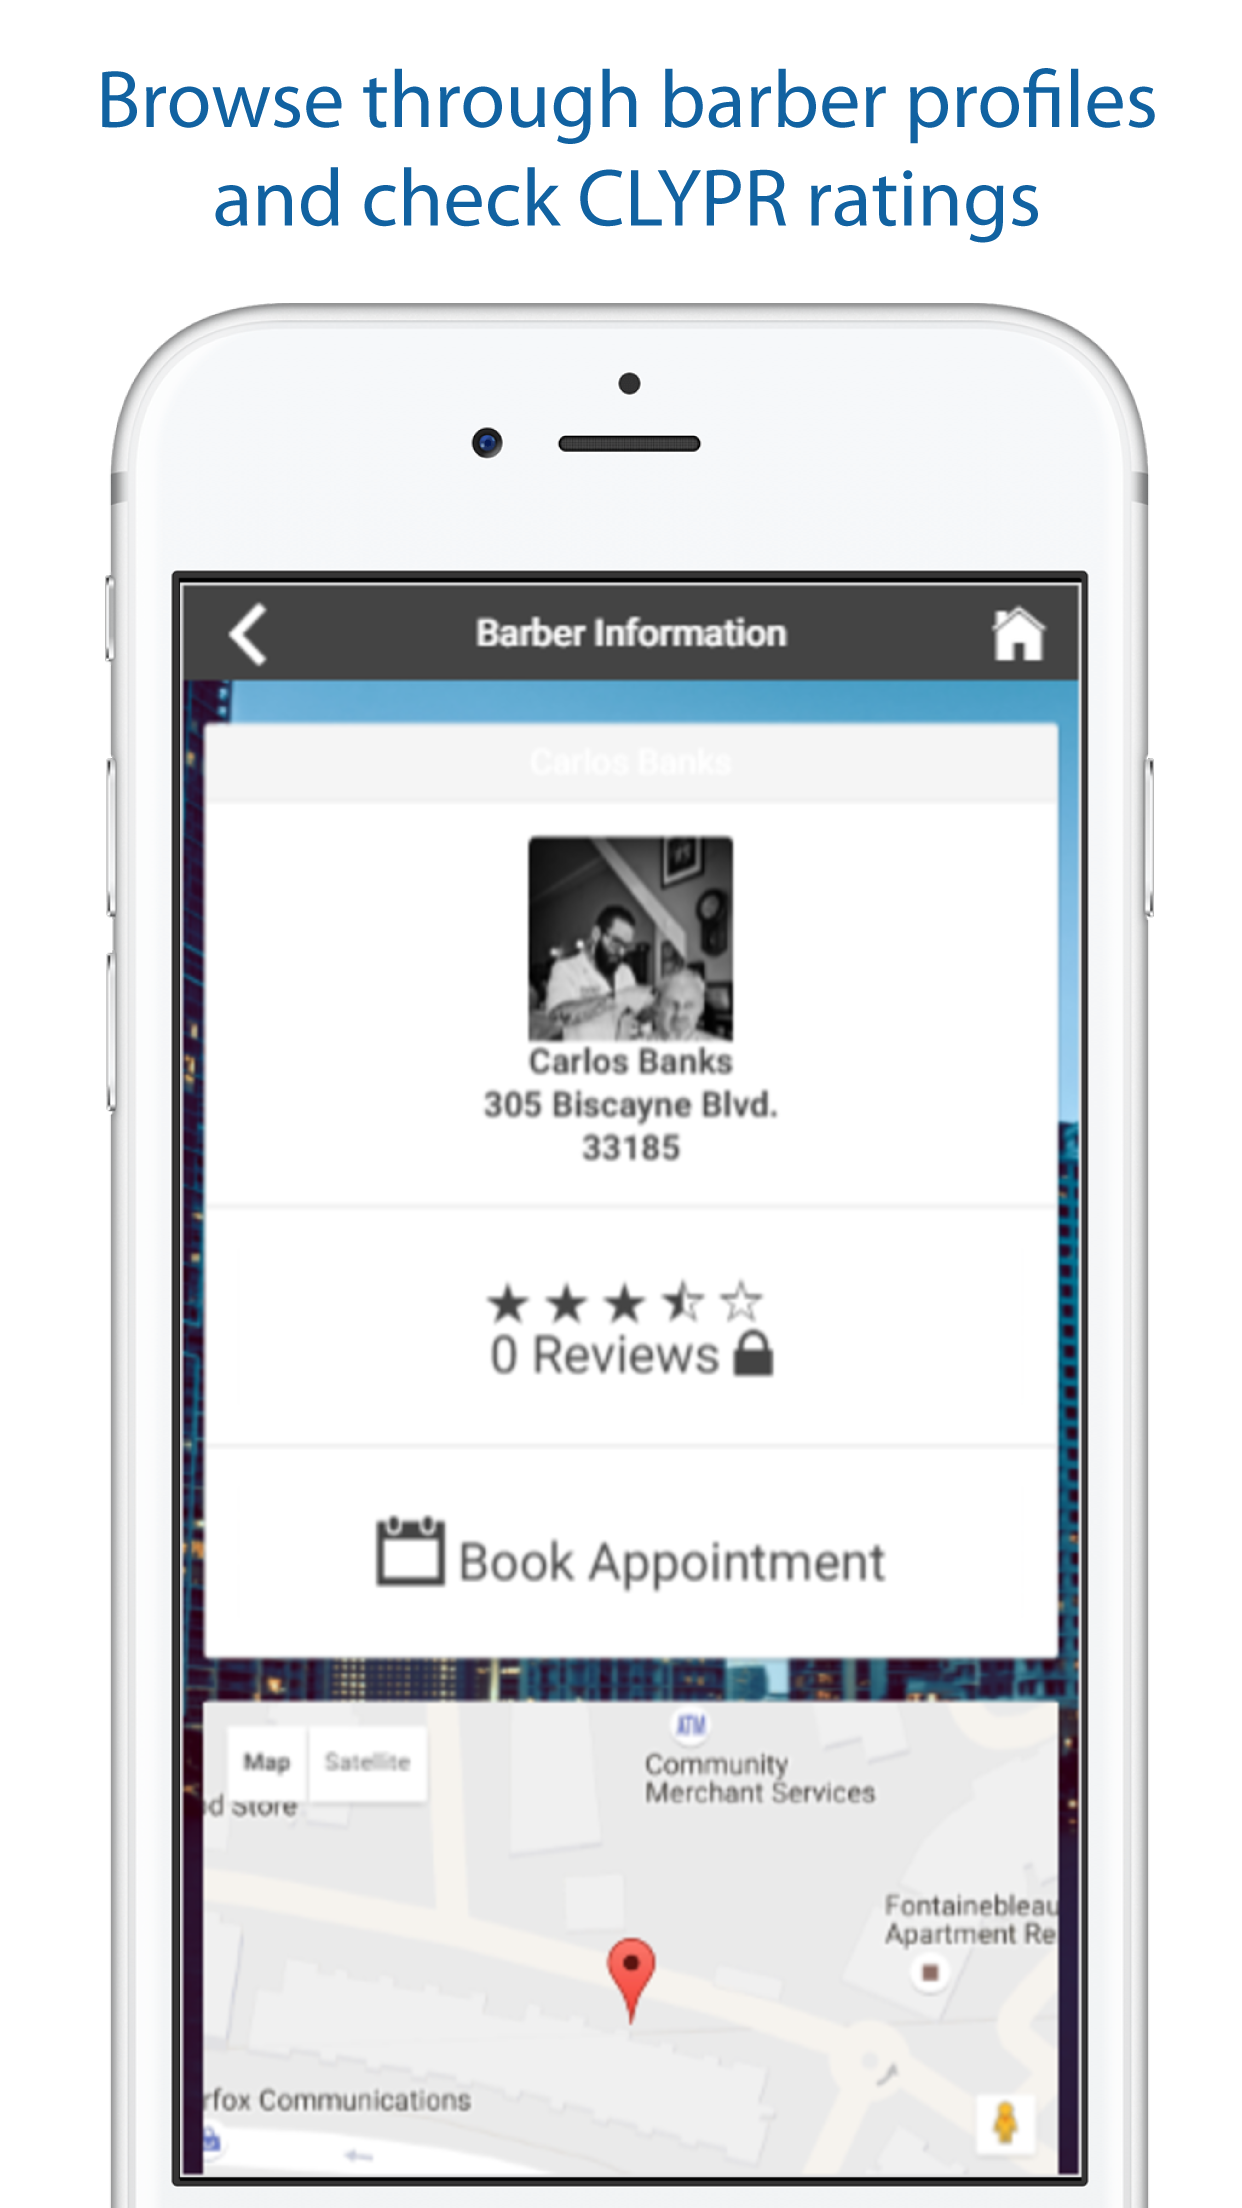 Browse through barber profiles
and check CLYPR ratings
Barber Information
Carlos Banks
Carlos Banks
305 Biscayne Blvd.
33185
0 Reviews
Book Appointment
ATM
Community
Merchant Services
Map Satellite
d Store
Fontainebleau
Apartment Re
rfox Communications